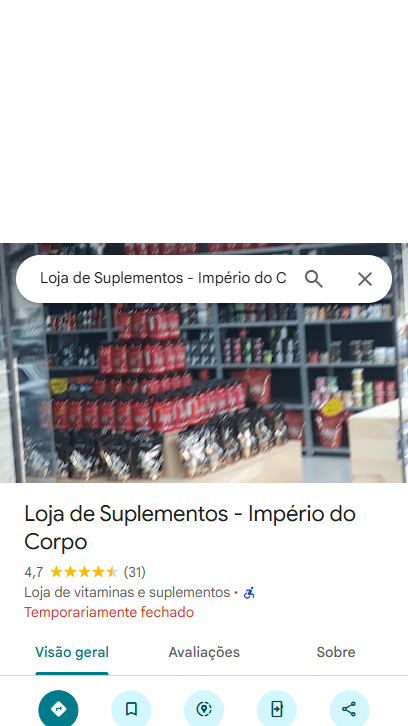 Loja de Suplementos - Império do C
Loja de Suplementos - Império do
Corpo
4,7 (31)
Loja de vitaminas e suplementos ·
Temporariamente fechado
Visão geral Avaliações Sobre